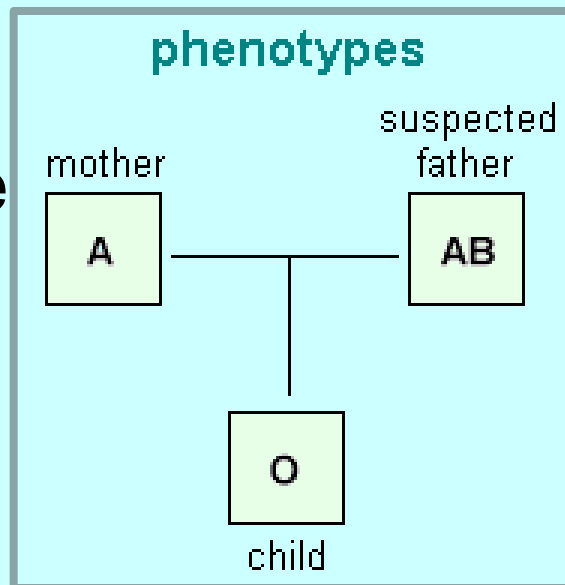 phenotypes
suspected
mother father
e
A AB
O
child